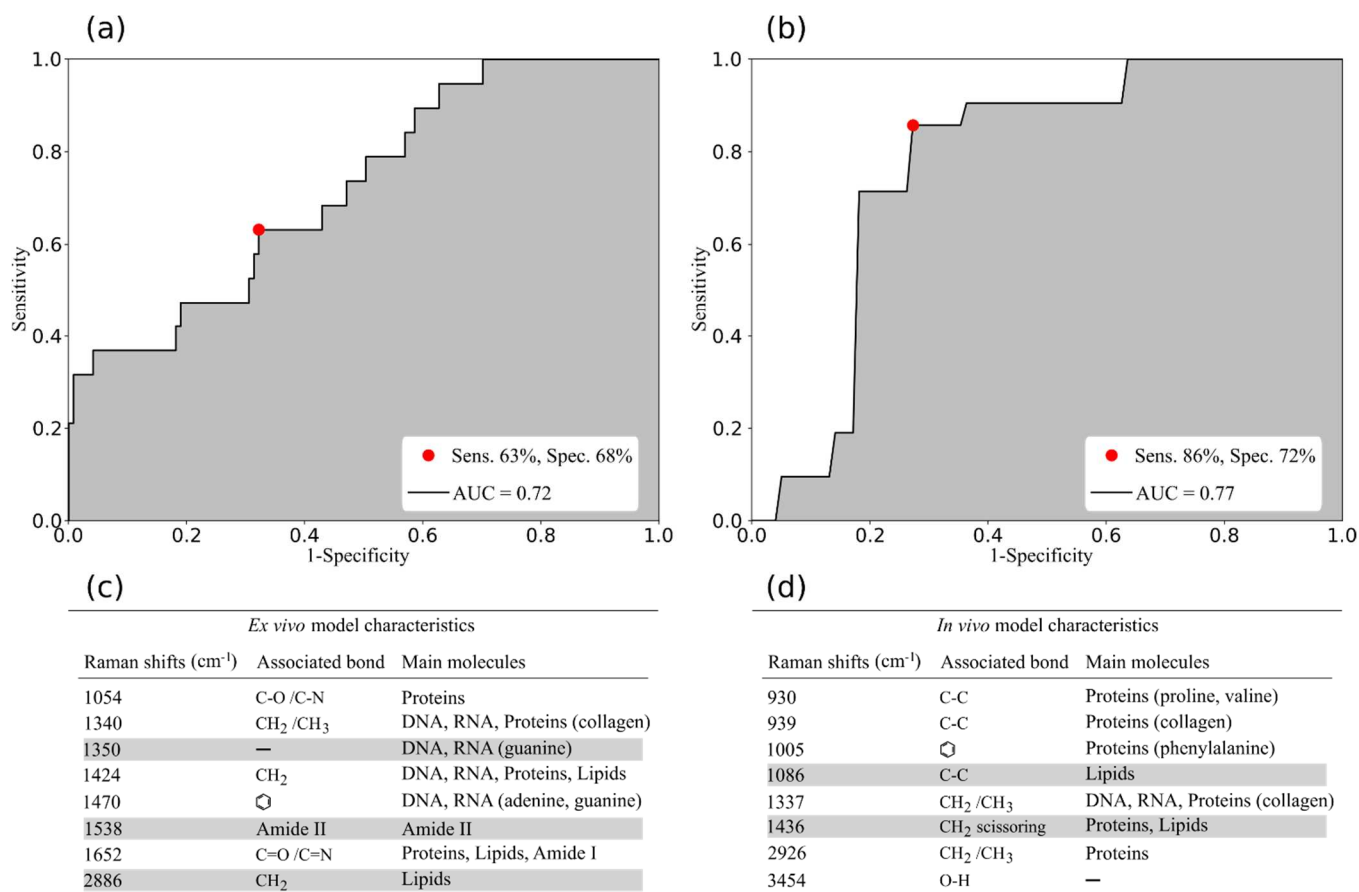 (a)
1.0
0.8
0.6
0.4
0.2
0.0
Sensitivity
0.0 0.2 0.4 0.6 0.8 1.0
1-Specificity
Sens. 63%, Spec. 68%
AUC = 0.72
(b)
1.0
0.8
0.6
0.4
0.2
0.0
Sensitivity
0.0 0.2 0.4 0.6 0.8 1.0
1-Specificity
Sens. 86%, Spec. 72%
AUC = 0.77
(c)
Ex vivo model characteristics
Raman shifts (cm⁻¹) Associated bond Main molecules
1054 C-O /C-N Proteins
1340 CH₂ /CH₃ DNA, RNA, Proteins (collagen)
1350 — DNA, RNA (guanine)
1424 CH₂ DNA, RNA, Proteins, Lipids
1470 DNA, RNA (adenine, guanine)
1538 Amide II Amide II
1652 C=O /C=N Proteins, Lipids, Amide I
2886 CH₂ Lipids
(d)
In vivo model characteristics
Raman shifts (cm⁻¹) Associated bond Main molecules
930 C-C Proteins (proline, valine)
939 C-C Proteins (collagen)
1005 Proteins (phenylalanine)
1086 C-C Lipids
1337 CH₂ /CH₃ DNA, RNA, Proteins (collagen)
1436 CH₂ scissoring Proteins, Lipids
2926 CH₂ /CH₃ Proteins
3454 O-H —